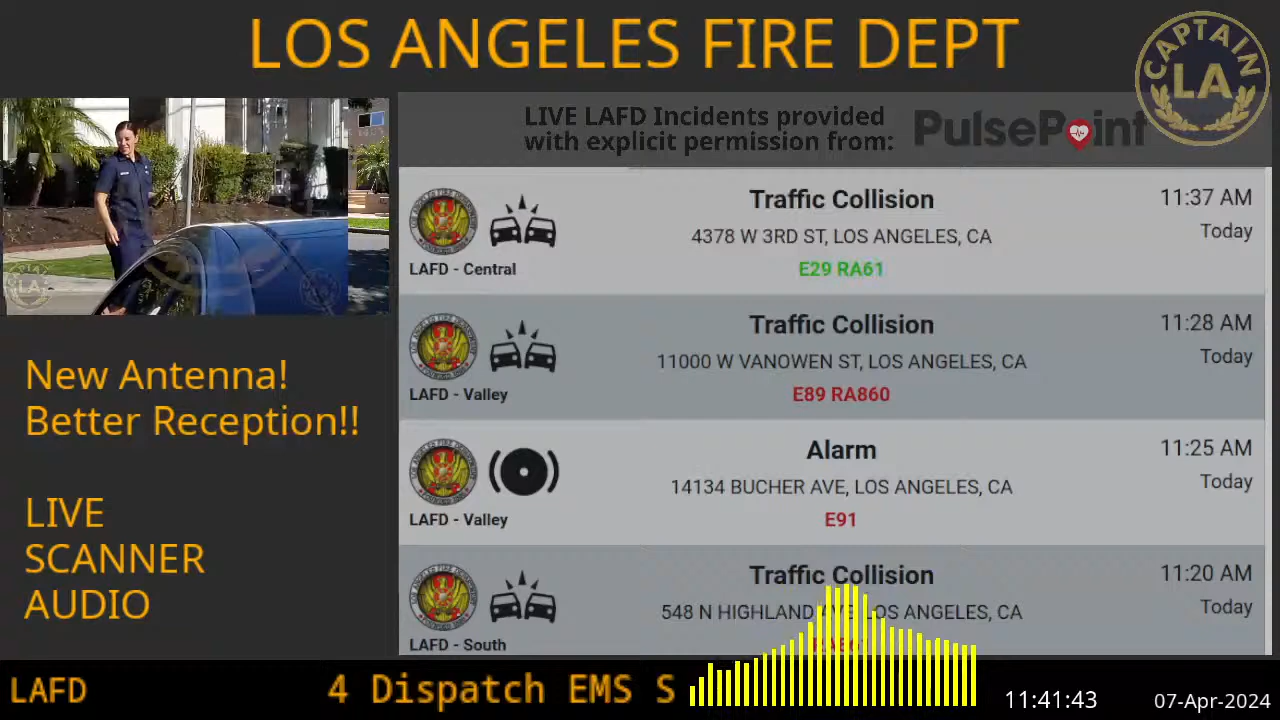 LOS ANGELES FIRE DEPT
CAPTAIN
LA
LIVE LAFD Incidents provided
with explicit permission from:
PulsePoint
Traffic Collision
11:37 AM
4378 W 3RD ST, LOS ANGELES, CA
Today
LAFD - Central
E29 RA61
Traffic Collision
11:28 AM
11000 W VANOWEN ST, LOS ANGELES, CA
Today
LAFD - Valley
E89 RA860
Alarm
11:25 AM
14134 BUCHER AVE, LOS ANGELES, CA
Today
LAFD - Valley
E91
Traffic Collision
11:20 AM
548 N HIGHLAND AVE, LOS ANGELES, CA
Today
LAFD - South
New Antenna!
Better Reception!!
LIVE
SCANNER
AUDIO
LAFD
4 Dispatch EMS S
11:41:43
07-Apr-2024